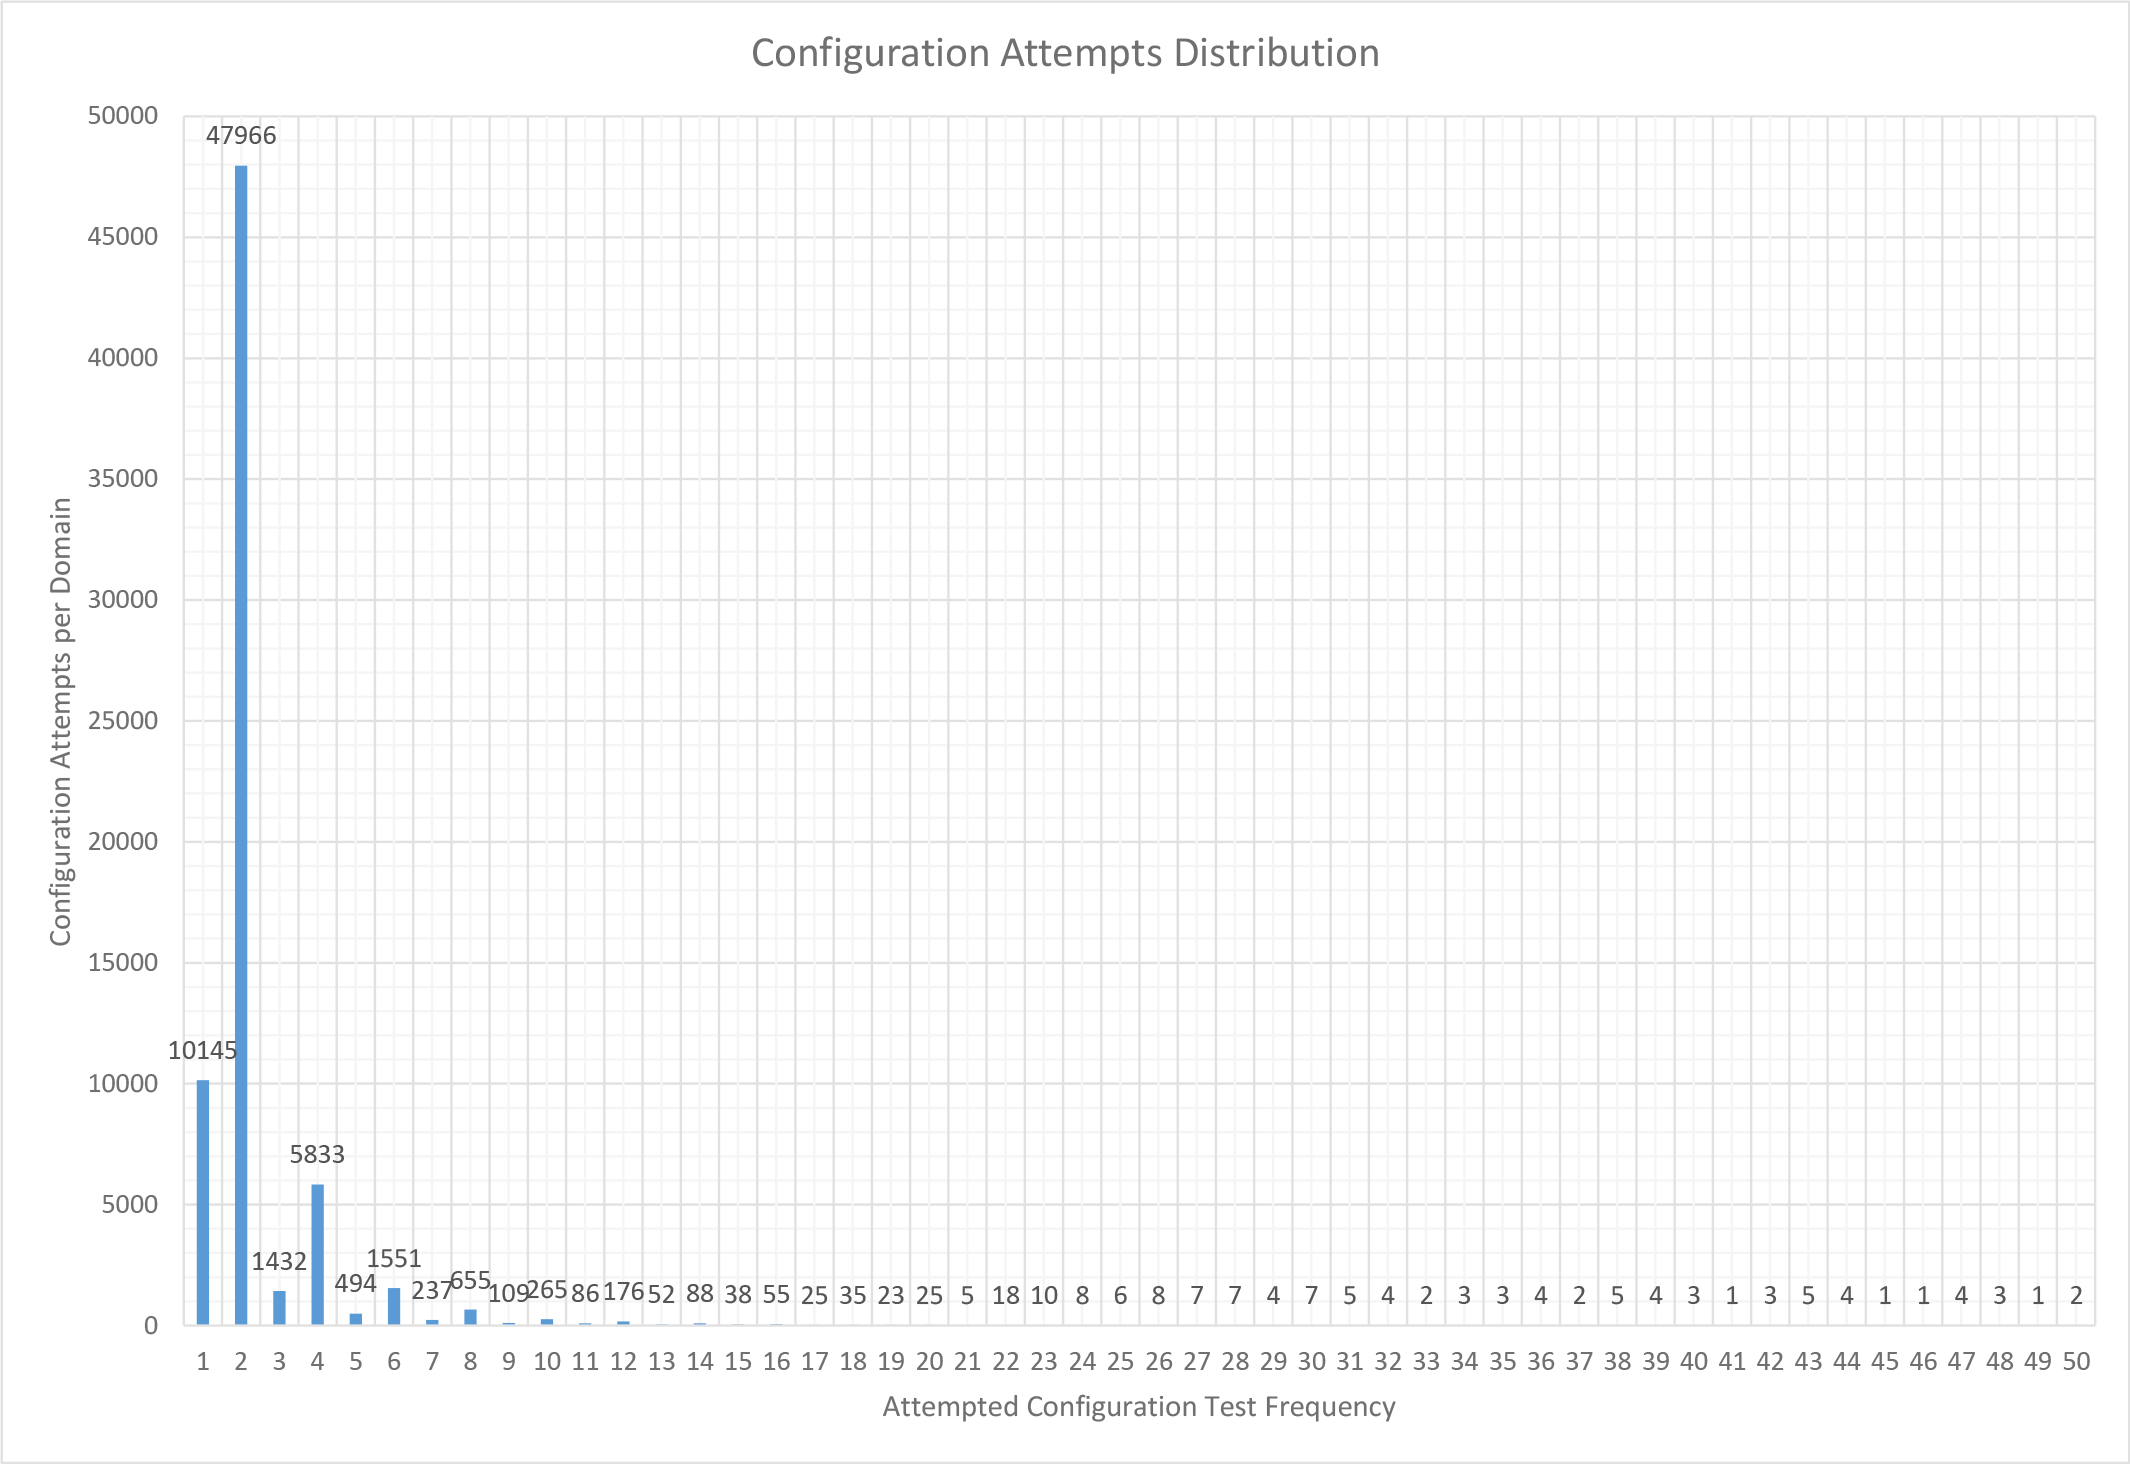 Configuration Attempts Distribution
50000
45000
40000
35000
30000
25000
20000
15000
10000
5000
0
Configuration Attempts per Domain
10145 47966 1432 5833 494 1551 237 655 109 265 86 176 52 88 38 55 25 35 23 25 5 18 10 8 6 8 7 7 4 7 5 4 2 3 3 4 2 5 4 3 1 3 5 4 1 1 4 3 1 2
1 2 3 4 5 6 7 8 9 10 11 12 13 14 15 16 17 18 19 20 21 22 23 24 25 26 27 28 29 30 31 32 33 34 35 36 37 38 39 40 41 42 43 44 45 46 47 48 49 50
Attempted Configuration Test Frequency